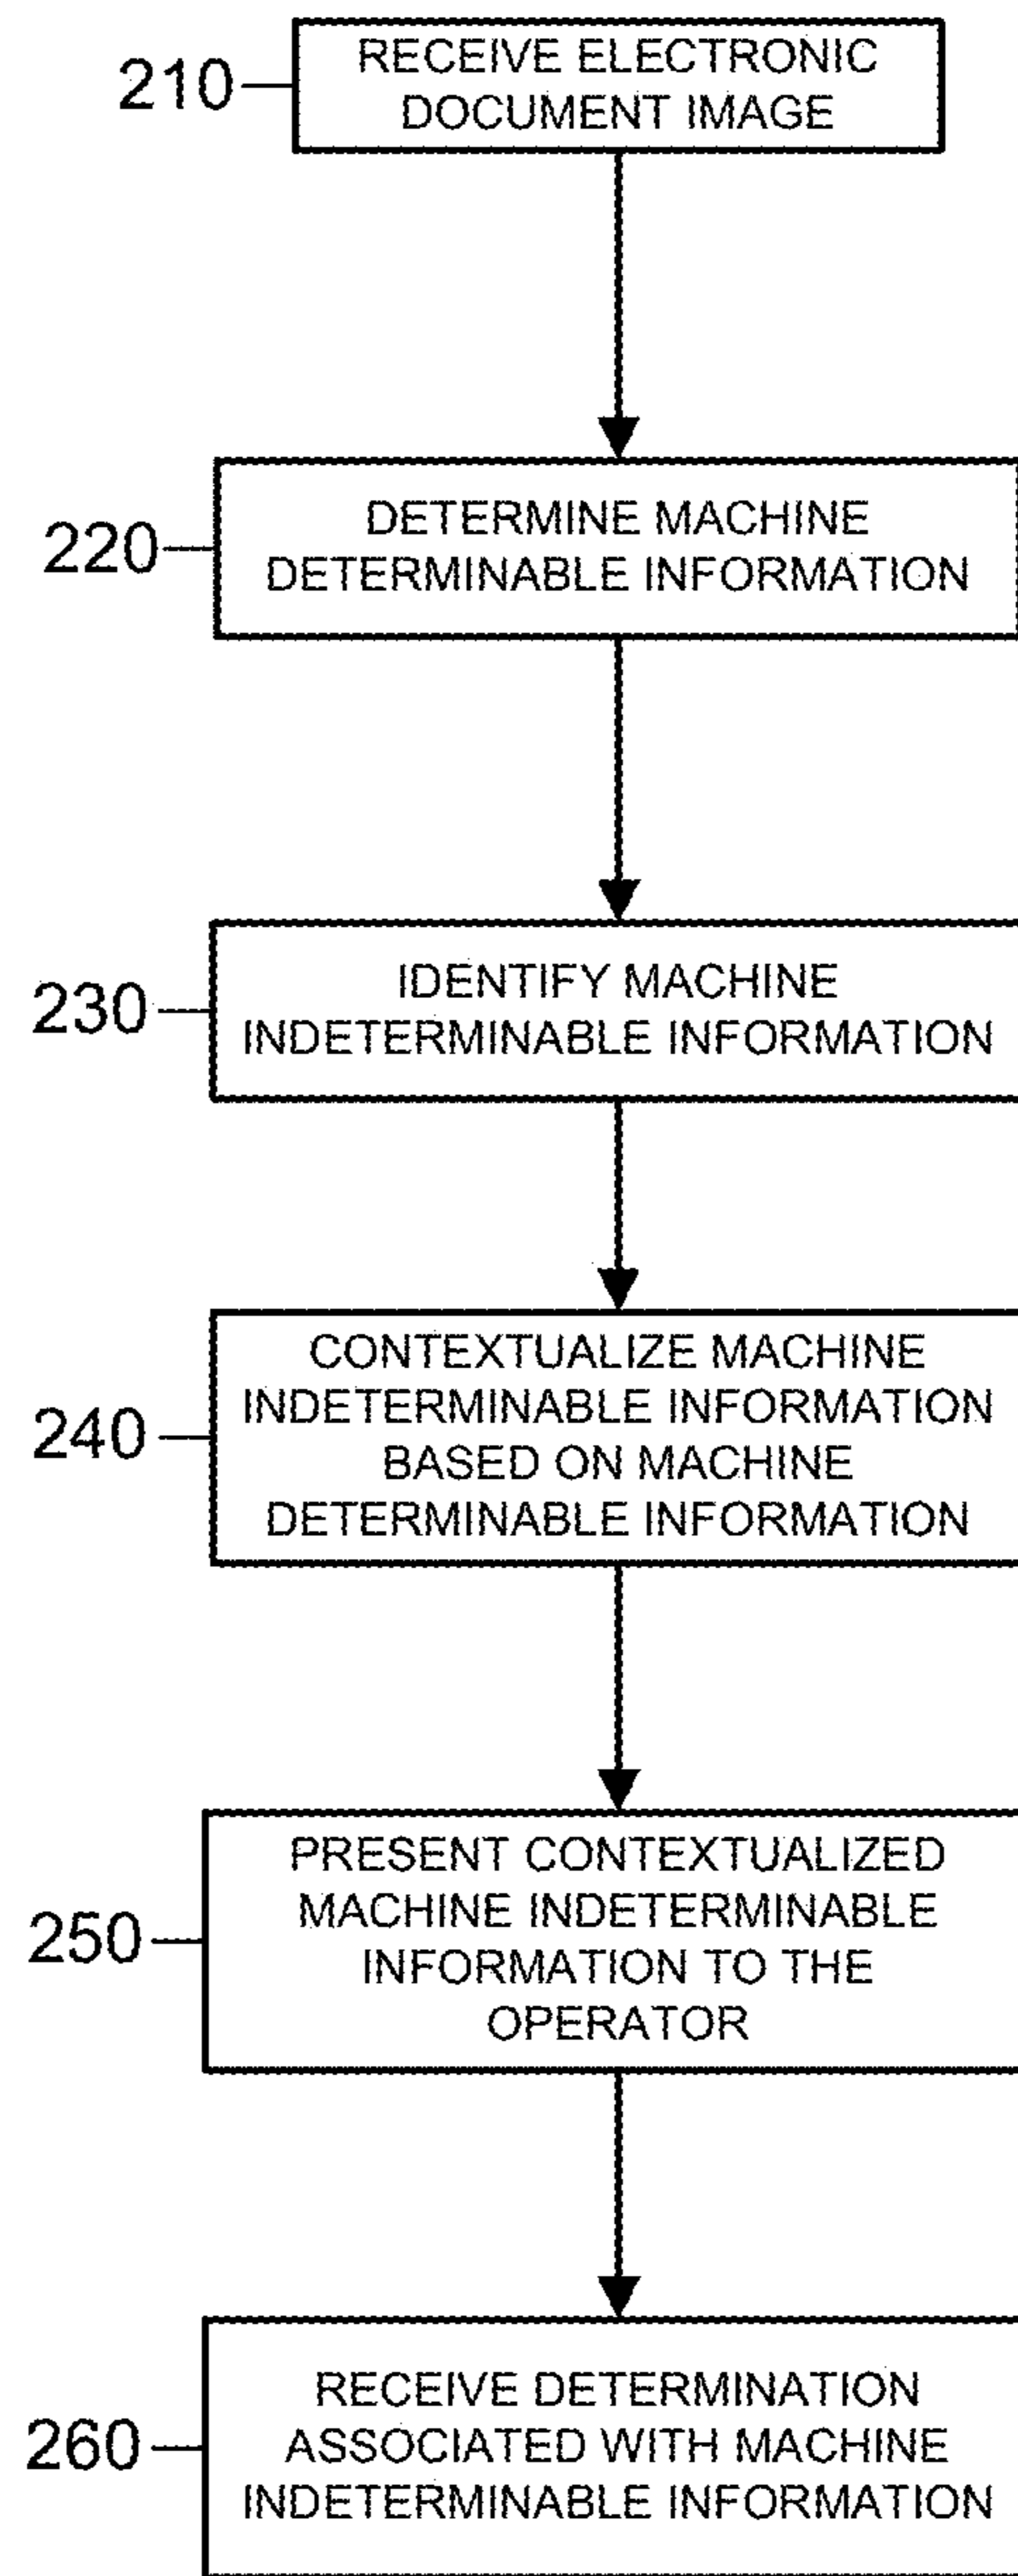 210
RECEIVE ELECTRONIC
DOCUMENT IMAGE
220
DETERMINE MACHINE
DETERMINABLE INFORMATION
230
IDENTIFY MACHINE
INDETERMINABLE INFORMATION
240
CONTEXTUALIZE MACHINE
INDETERMINABLE INFORMATION
BASED ON MACHINE
DETERMINABLE INFORMATION
250
PRESENT CONTEXTUALIZED
MACHINE INDETERMINABLE
INFORMATION TO THE
OPERATOR
260
RECEIVE DETERMINATION
ASSOCIATED WITH MACHINE
INDETERMINABLE INFORMATION